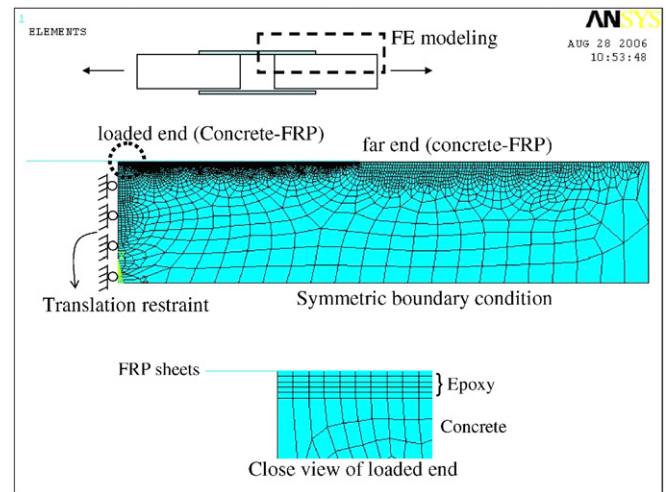 1
ELEMENTS
ANSYS
AUG 28 2006
10:53:48
FE modeling
loaded end (Concrete-FRP)
far end (concrete-FRP)
Translation restraint
Symmetric boundary condition
FRP sheets
Epoxy
Concrete
Close view of loaded end